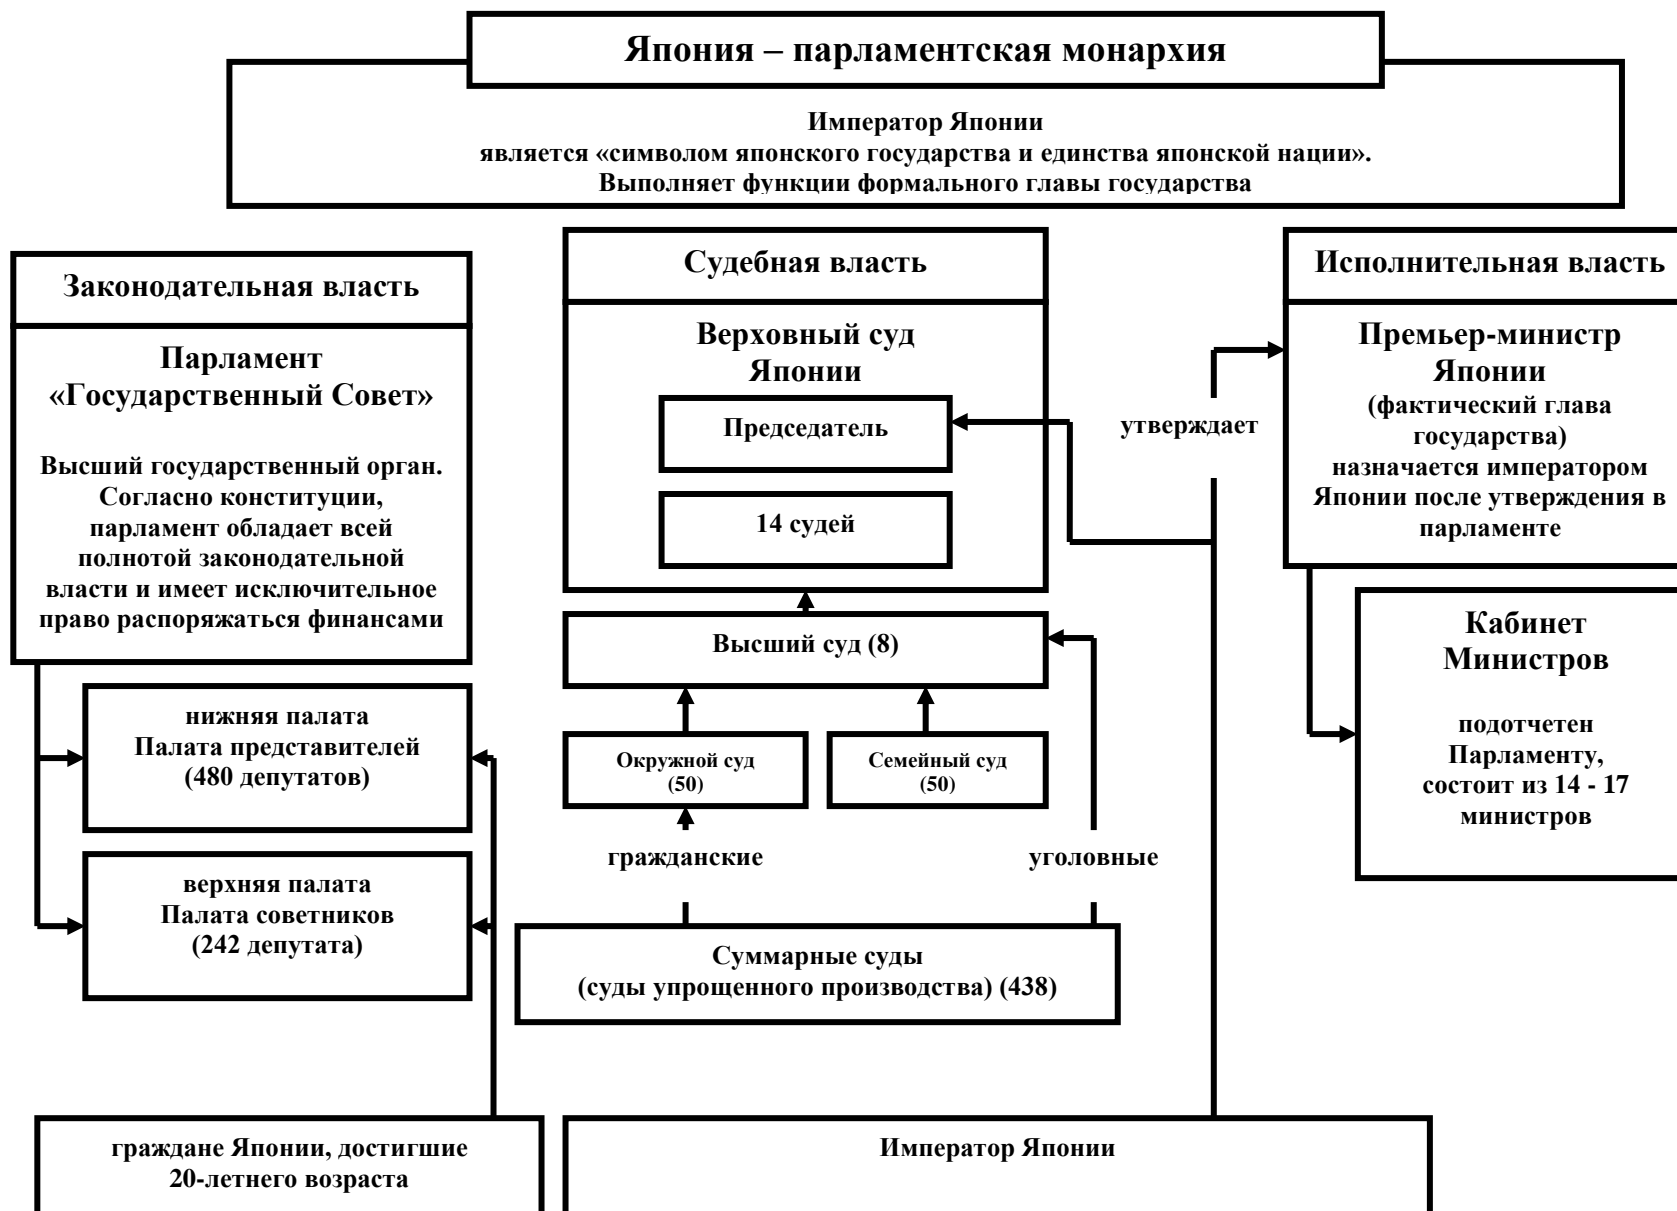 Япония – парламентская монархия
Император Японии
является «символом японского государства и единства японской нации».
Выполняет функции формального главы государства
Законодательная власть
Парламент
«Государственный Совет»
Высший государственный орган.
Согласно конституции,
парламент обладает всей
полнотой законодательной
власти и имеет исключительное
право распоряжаться финансами
нижняя палата
Палата представителей
(480 депутатов)
верхняя палата
Палата советников
(242 депутата)
граждане Японии, достигшие
20-летнего возраста
Судебная власть
Верховный суд
Японии
Председатель
14 судей
Высший суд (8)
Окружной суд
(50)
Семейный суд
(50)
гражданские
уголовные
Суммарные суды
(суды упрощенного производства) (438)
Император Японии
утверждает
Исполнительная власть
Премьер-министр
Японии
(фактический глава
государства)
назначается императором
Японии после утверждения в
парламенте
Кабинет
Министров
подотчетен
Парламенту,
состоит из 14 - 17
министров